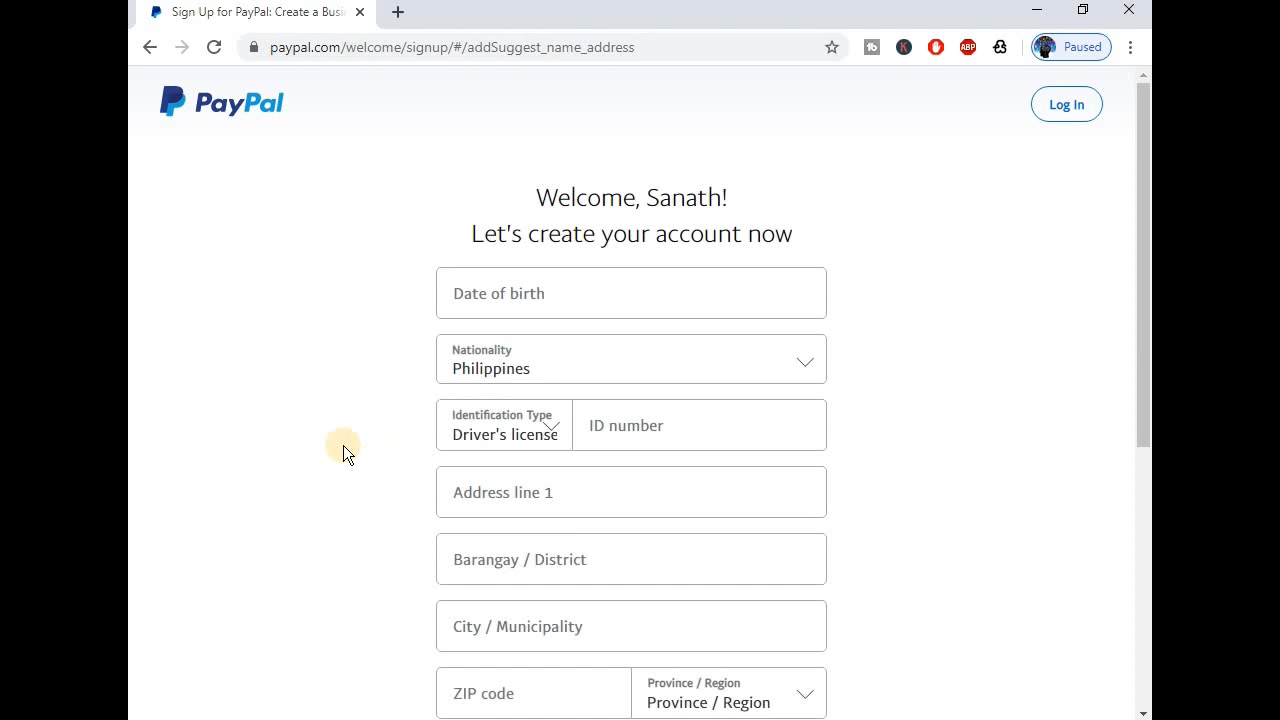 Sign Up for PayPal: Create a Busi
paypal.com/welcome/signup/#/addSuggest_name_address
tb
K
ABP
Paused
PayPal
Log In
Welcome, Sanath!
Let's create your account now
Date of birth
Nationality
Philippines
Identification Type
Driver's license
ID number
Address line 1
Barangay / District
City / Municipality
ZIP code
Province / Region
Province / Region